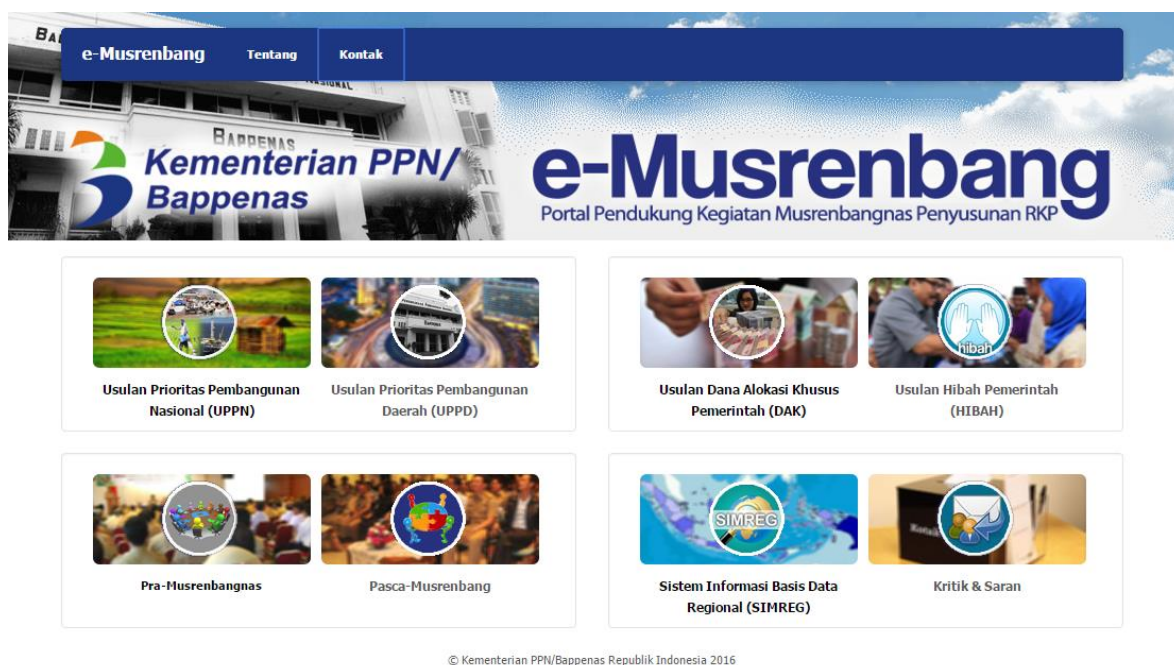 e-Musrenbang Tentang Kontak
BAPPENAS
Kementerian PPN/
Bappenas
e-Musrenbang
Portal Pendukung Kegiatan Musrenbangnas Penyusunan RKP
hibah
Usulan Prioritas Pembangunan
Nasional (UPPN)
Usulan Prioritas Pembangunan
Daerah (UPPD)
Usulan Dana Alokasi Khusus
Pemerintah (DAK)
Usulan Hibah Pemerintah
(HIBAH)
SIMREG
Pra-Musrenbangnas
Pasca-Musrenbang
Sistem Informasi Basis Data
Regional (SIMREG)
Kritik & Saran
© Kementerian PPN/Bappenas Republik Indonesia 2016